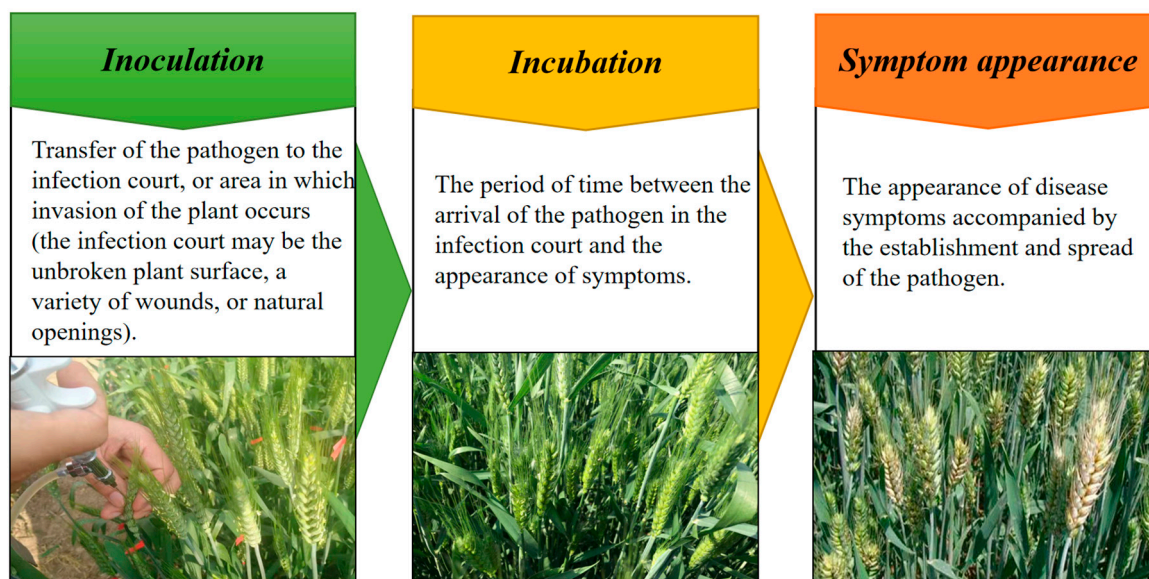 Inoculation
Transfer of the pathogen to the
infection court, or area in which
invasion of the plant occurs
(the infection court may be the
unbroken plant surface, a
variety of wounds, or natural
openings).
Incubation
The period of time between the
arrival of the pathogen in the
infection court and the
appearance of symptoms.
Symptom appearance
The appearance of disease
symptoms accompanied by
the establishment and spread
of the pathogen.